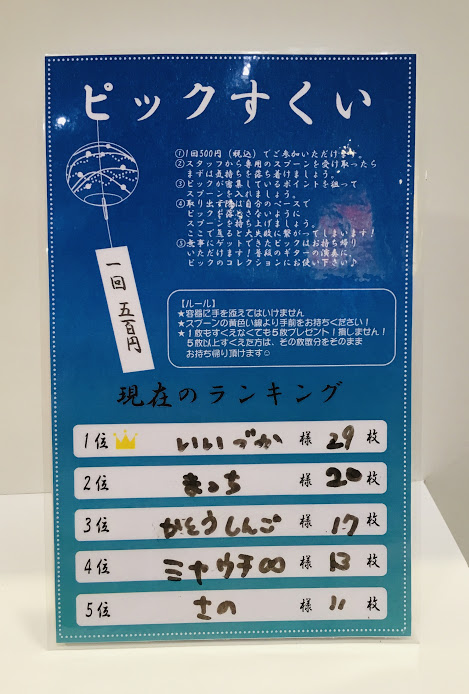 ピックすくい
①1回500円(税込)でご参加いただけます。
②スタッフから専用のスプーンを受け取ったら
まずは気持ちを落ち着けましょう。
③ピックが密集しているポイントを狙って
スプーンを入れましょう。
④取り出す際は自分のペースで
ピックを落とさないように
スプーンを持ち上げましょう。
ここで焦ると大失敗に繋がってしまいます!
⑤無事にゲットできたピックはお持ち帰り
いただけます!普段のギターの演奏に、
ピックのコレクションにお使い下さい♪
一回 五百円
【ルール】
★容器に手を添えてはいけません
★スプーンの黄色い線より手前をお持ちください!
★1枚もすくえなくても5枚プレゼント!損しません!
5枚以上すくえた方は、その枚数分をそのまま
お持ち帰り頂けます☺
現在のランキング
1位 いいづか 様 29 枚
2位 まっち 様 20 枚
3位 かとうしんご 様 17 枚
4位 ミヤウチ 様 13 枚
5位 さの 様 11 枚